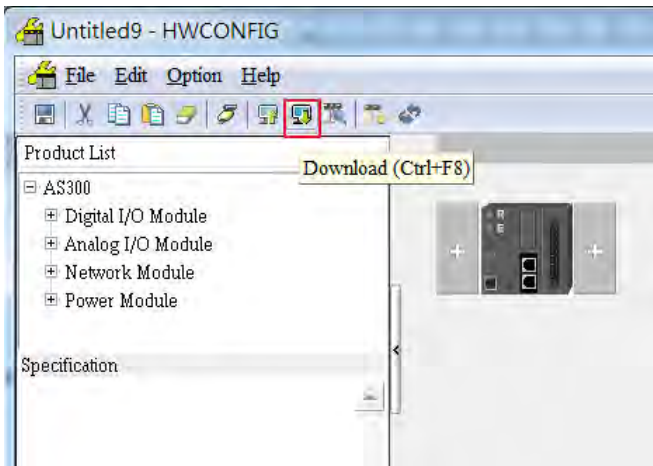 Untitled9 - HWCONFIG
File Edit Option Help
Product List
Download (Ctrl+F8)
AS300
Digital I/O Module
Analog I/O Module
Network Module
Power Module
Specification
R
E